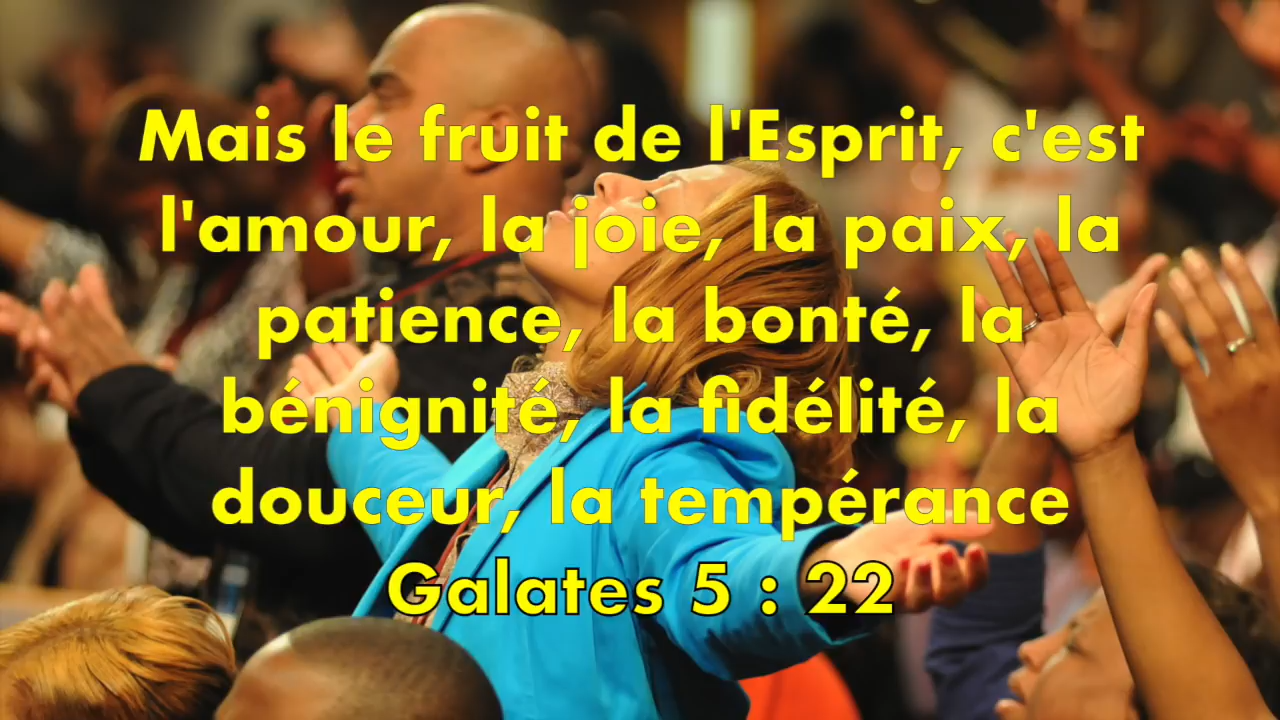 Mais le fruit de l'Esprit, c'est
l'amour, la joie, la paix, la
patience, la bonté, la
bénignité, la fidélité, la
douceur, la tempérance
Galates 5 : 22